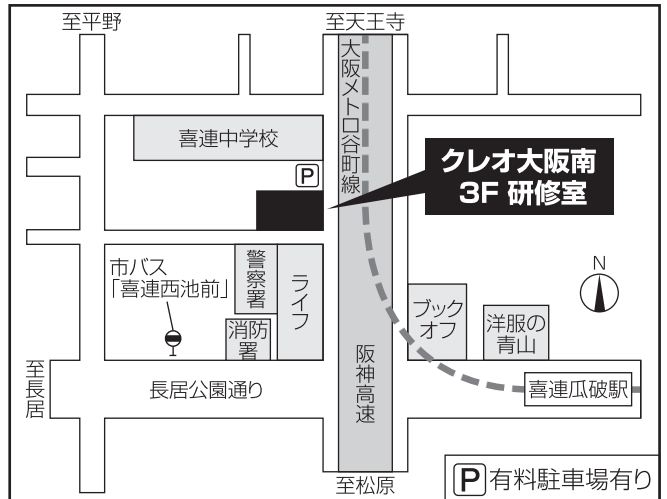 至平野
至天王寺
大阪メトロ谷町線
喜連中学校
P
クレオ大阪南
3F 研修室
市バス
「喜連西池前」
警察署
消防署
ライフ
ブック
オフ
洋服の
青山
N
至長居
長居公園通り
阪神高速
喜連瓜破駅
至松原
P有料駐車場有り